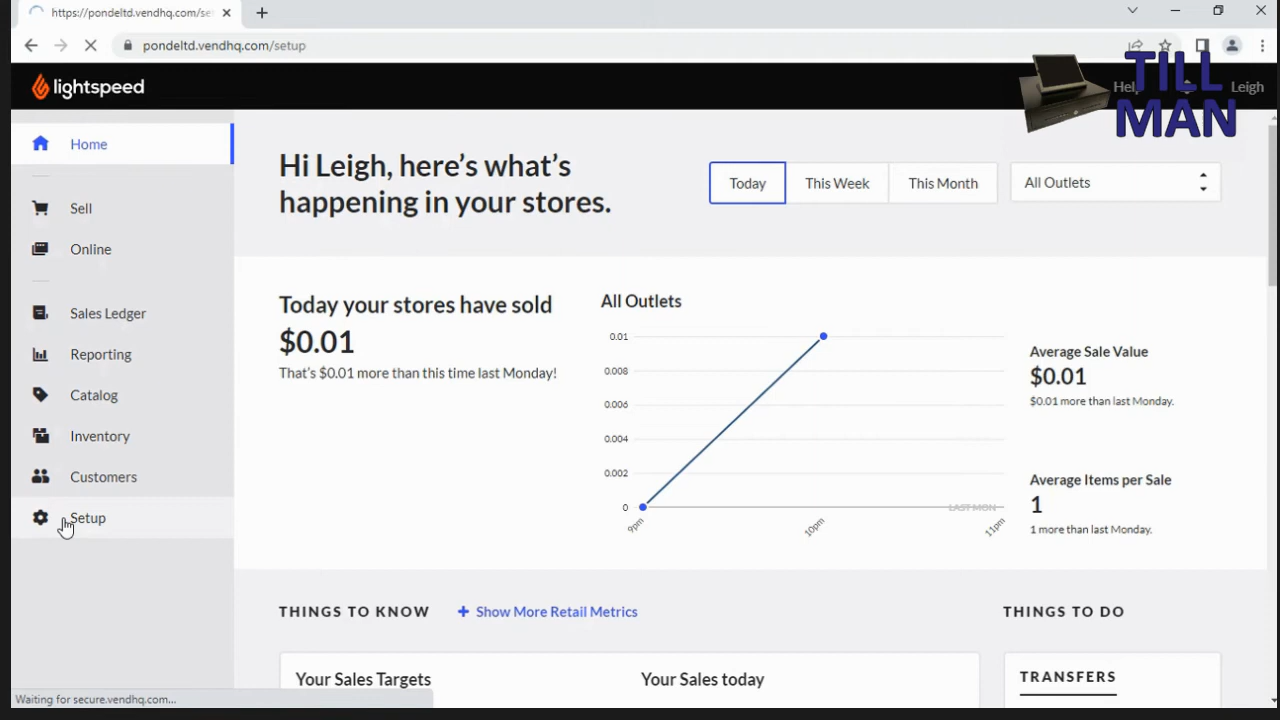 https://pondeltd.vendhq.com/se
pondeltd.vendhq.com/setup
lightspeed
Leigh
TILL
MAN
Home
Sell
Online
Sales Ledger
Reporting
Catalog
Inventory
Customers
Setup
Hi Leigh, here's what's
happening in your stores.
Today
This Week
This Month
All Outlets
Today your stores have sold
$0.01
That's $0.01 more than this time last Monday!
All Outlets
0.01
0.008
0.006
0.004
0.002
0
LAST MON
9pm
10pm
11pm
Average Sale Value
$0.01
$0.01 more than last Monday.
Average Items per Sale
1
1 more than last Monday.
THINGS TO KNOW
+ Show More Retail Metrics
THINGS TO DO
Your Sales Targets
Your Sales today
TRANSFERS
Waiting for secure.vendhq.com...